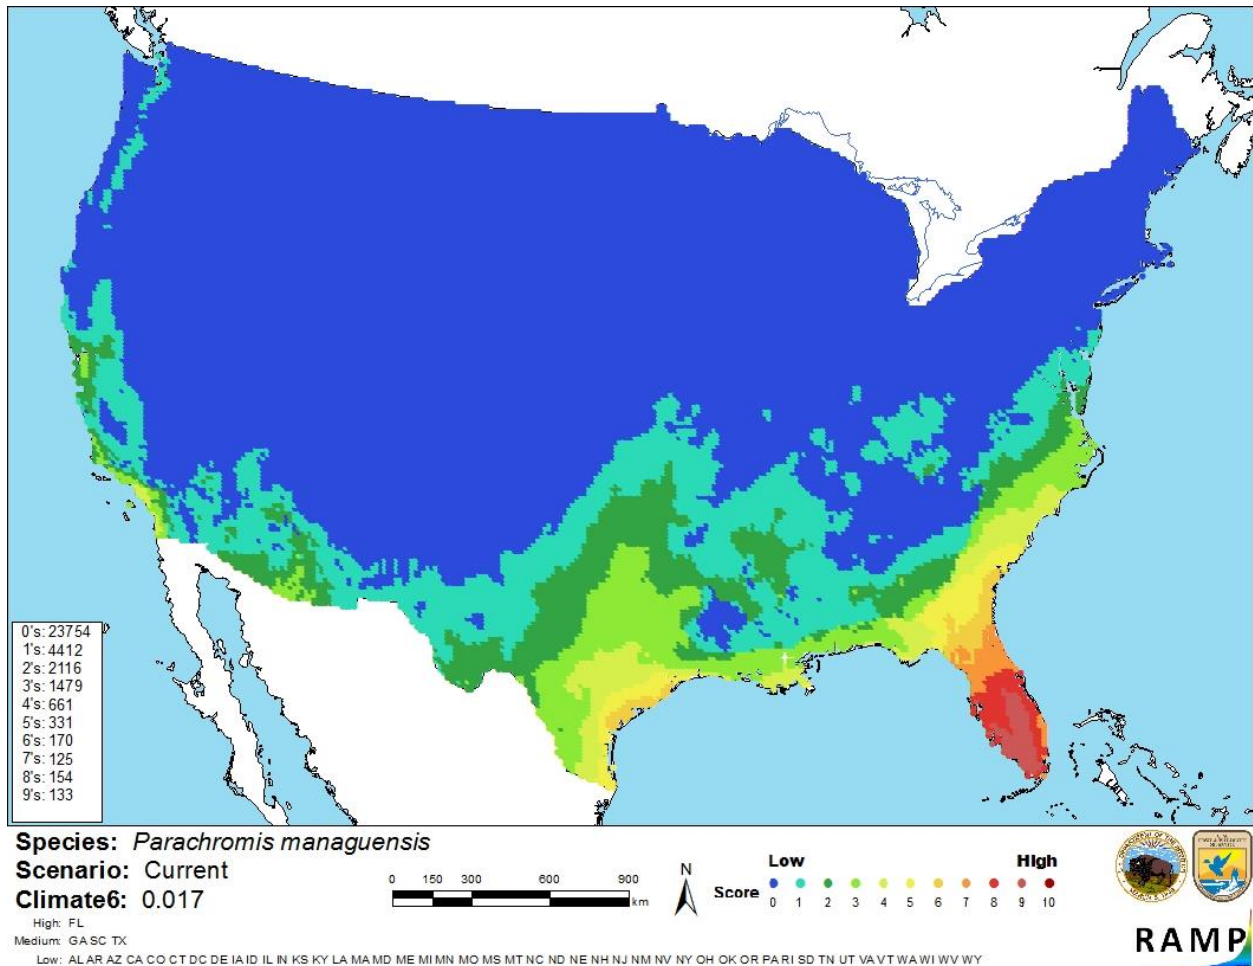 0's: 23754
1's: 4412
2's: 2116
3's: 1479
4's: 661
5's: 331
6's: 170
7's: 125
8's: 154
9's: 133
Species: Parachromis managuensis
Scenario: Current
Climate6: 0.017
High: FL
Medium: GA SC TX
Low: AL AR AZ CA CO CT DC DE IA ID IL IN KS KY LA MA MD ME MI MN MO MS MT NC ND NE NH NJ NM NV NY OH OK OR PA RI SD TN UT VA VT WA WI WV WY
0 150 300 600 900
km
N
Low High
Score 0 1 2 3 4 5 6 7 8 9 10
RAMP